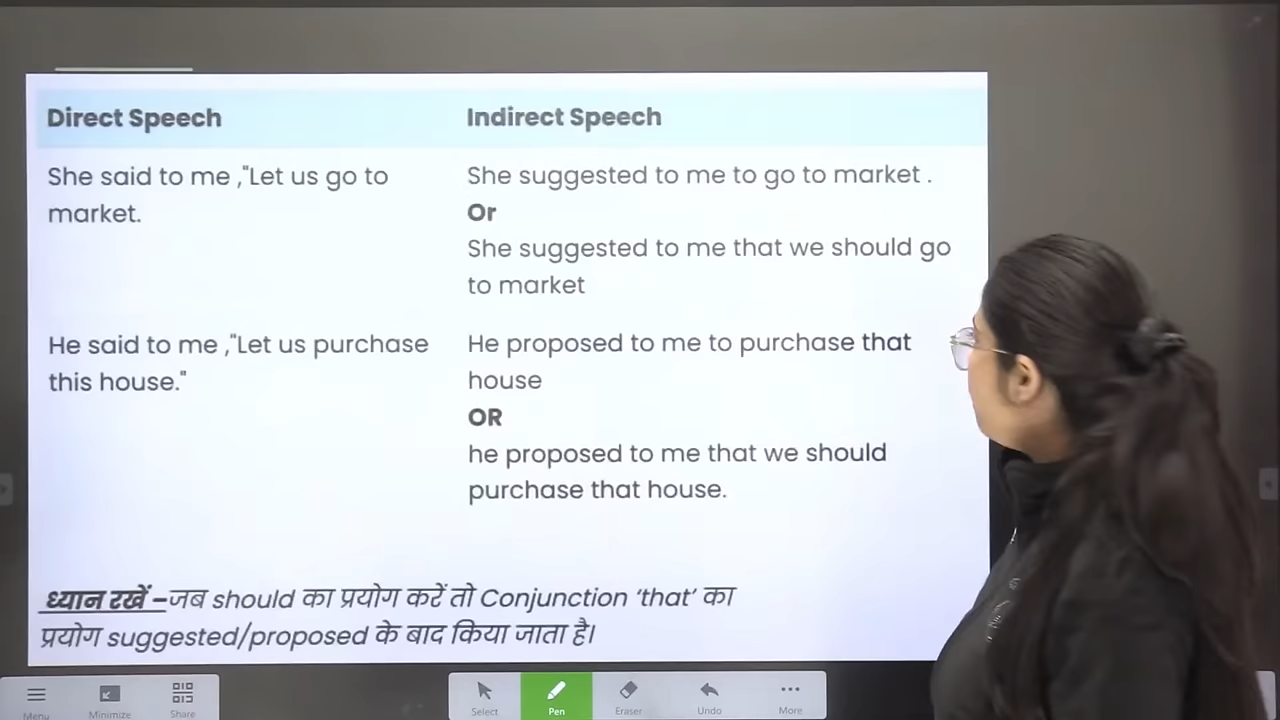 Direct Speech
Indirect Speech
She said to me ,"Let us go to
market.
She suggested to me to go to market .
Or
She suggested to me that we should go
to market
He said to me ,"Let us purchase
this house."
He proposed to me to purchase that
house
OR
he proposed to me that we should
purchase that house.
ध्यान रखें –जब should का प्रयोग करें तो Conjunction ‘that’ का
प्रयोग suggested/proposed के बाद किया जाता है।
Menu
Minimize
Share
Select
Pen
Eraser
Undo
More